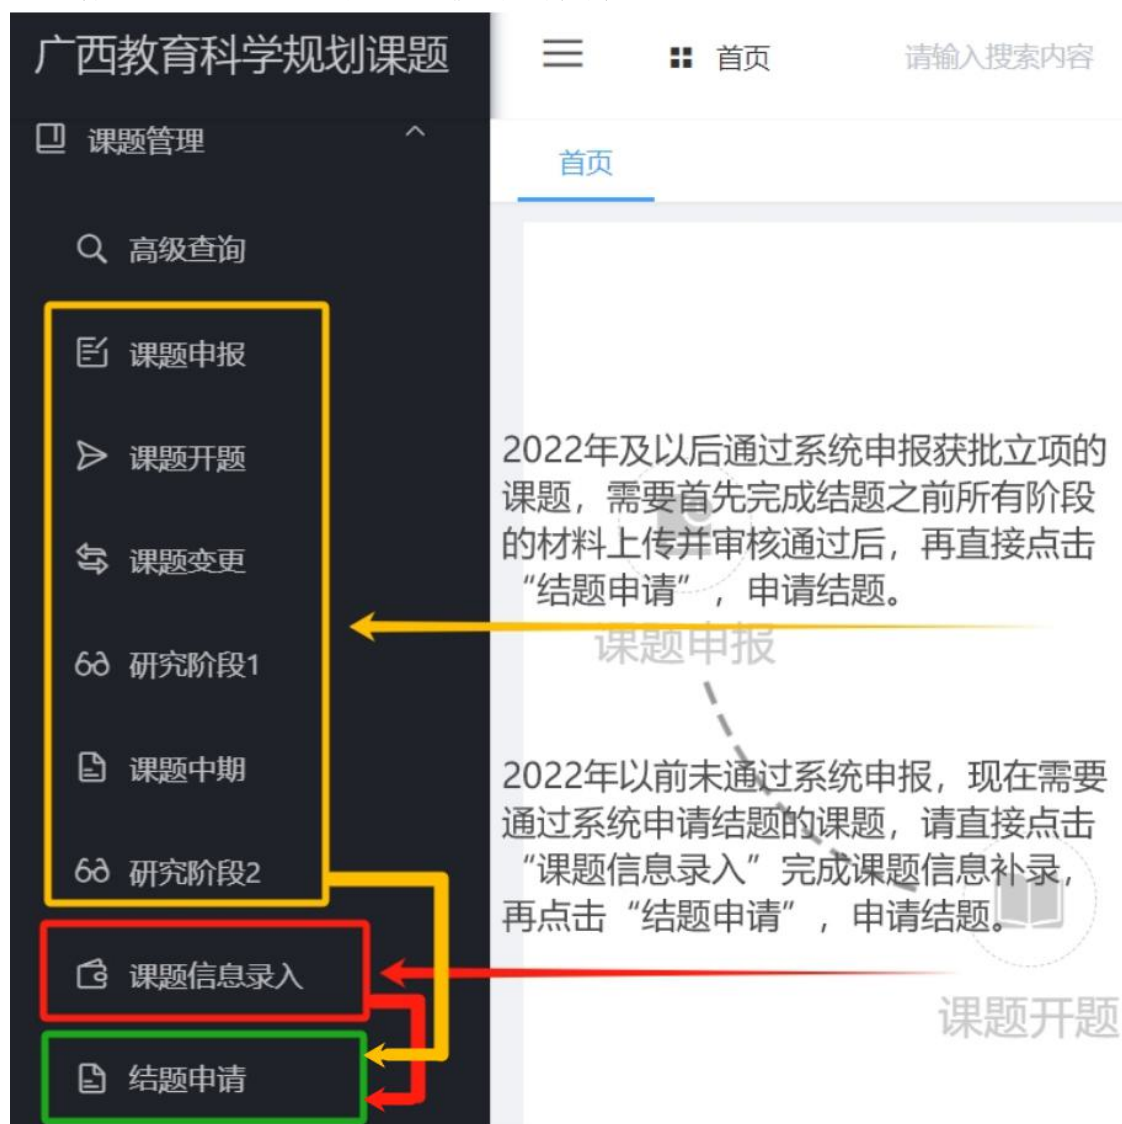 广西教育科学规划课题
首页
请输入搜索内容
课题管理
首页
高级查询
课题申报
课题开题
课题变更
研究阶段1
课题中期
研究阶段2
课题信息录入
结题申请
2022年及以后通过系统申报获批立项的
课题，需要首先完成结题之前所有阶段
的材料上传并审核通过后，再直接点击
“结题申请”，申请结题。
课题申报
2022年以前未通过系统申报，现在需要
通过系统申请结题的课题，请直接点击
“课题信息录入”完成课题信息补录，
再点击“结题申请”，申请结题。
课题开题